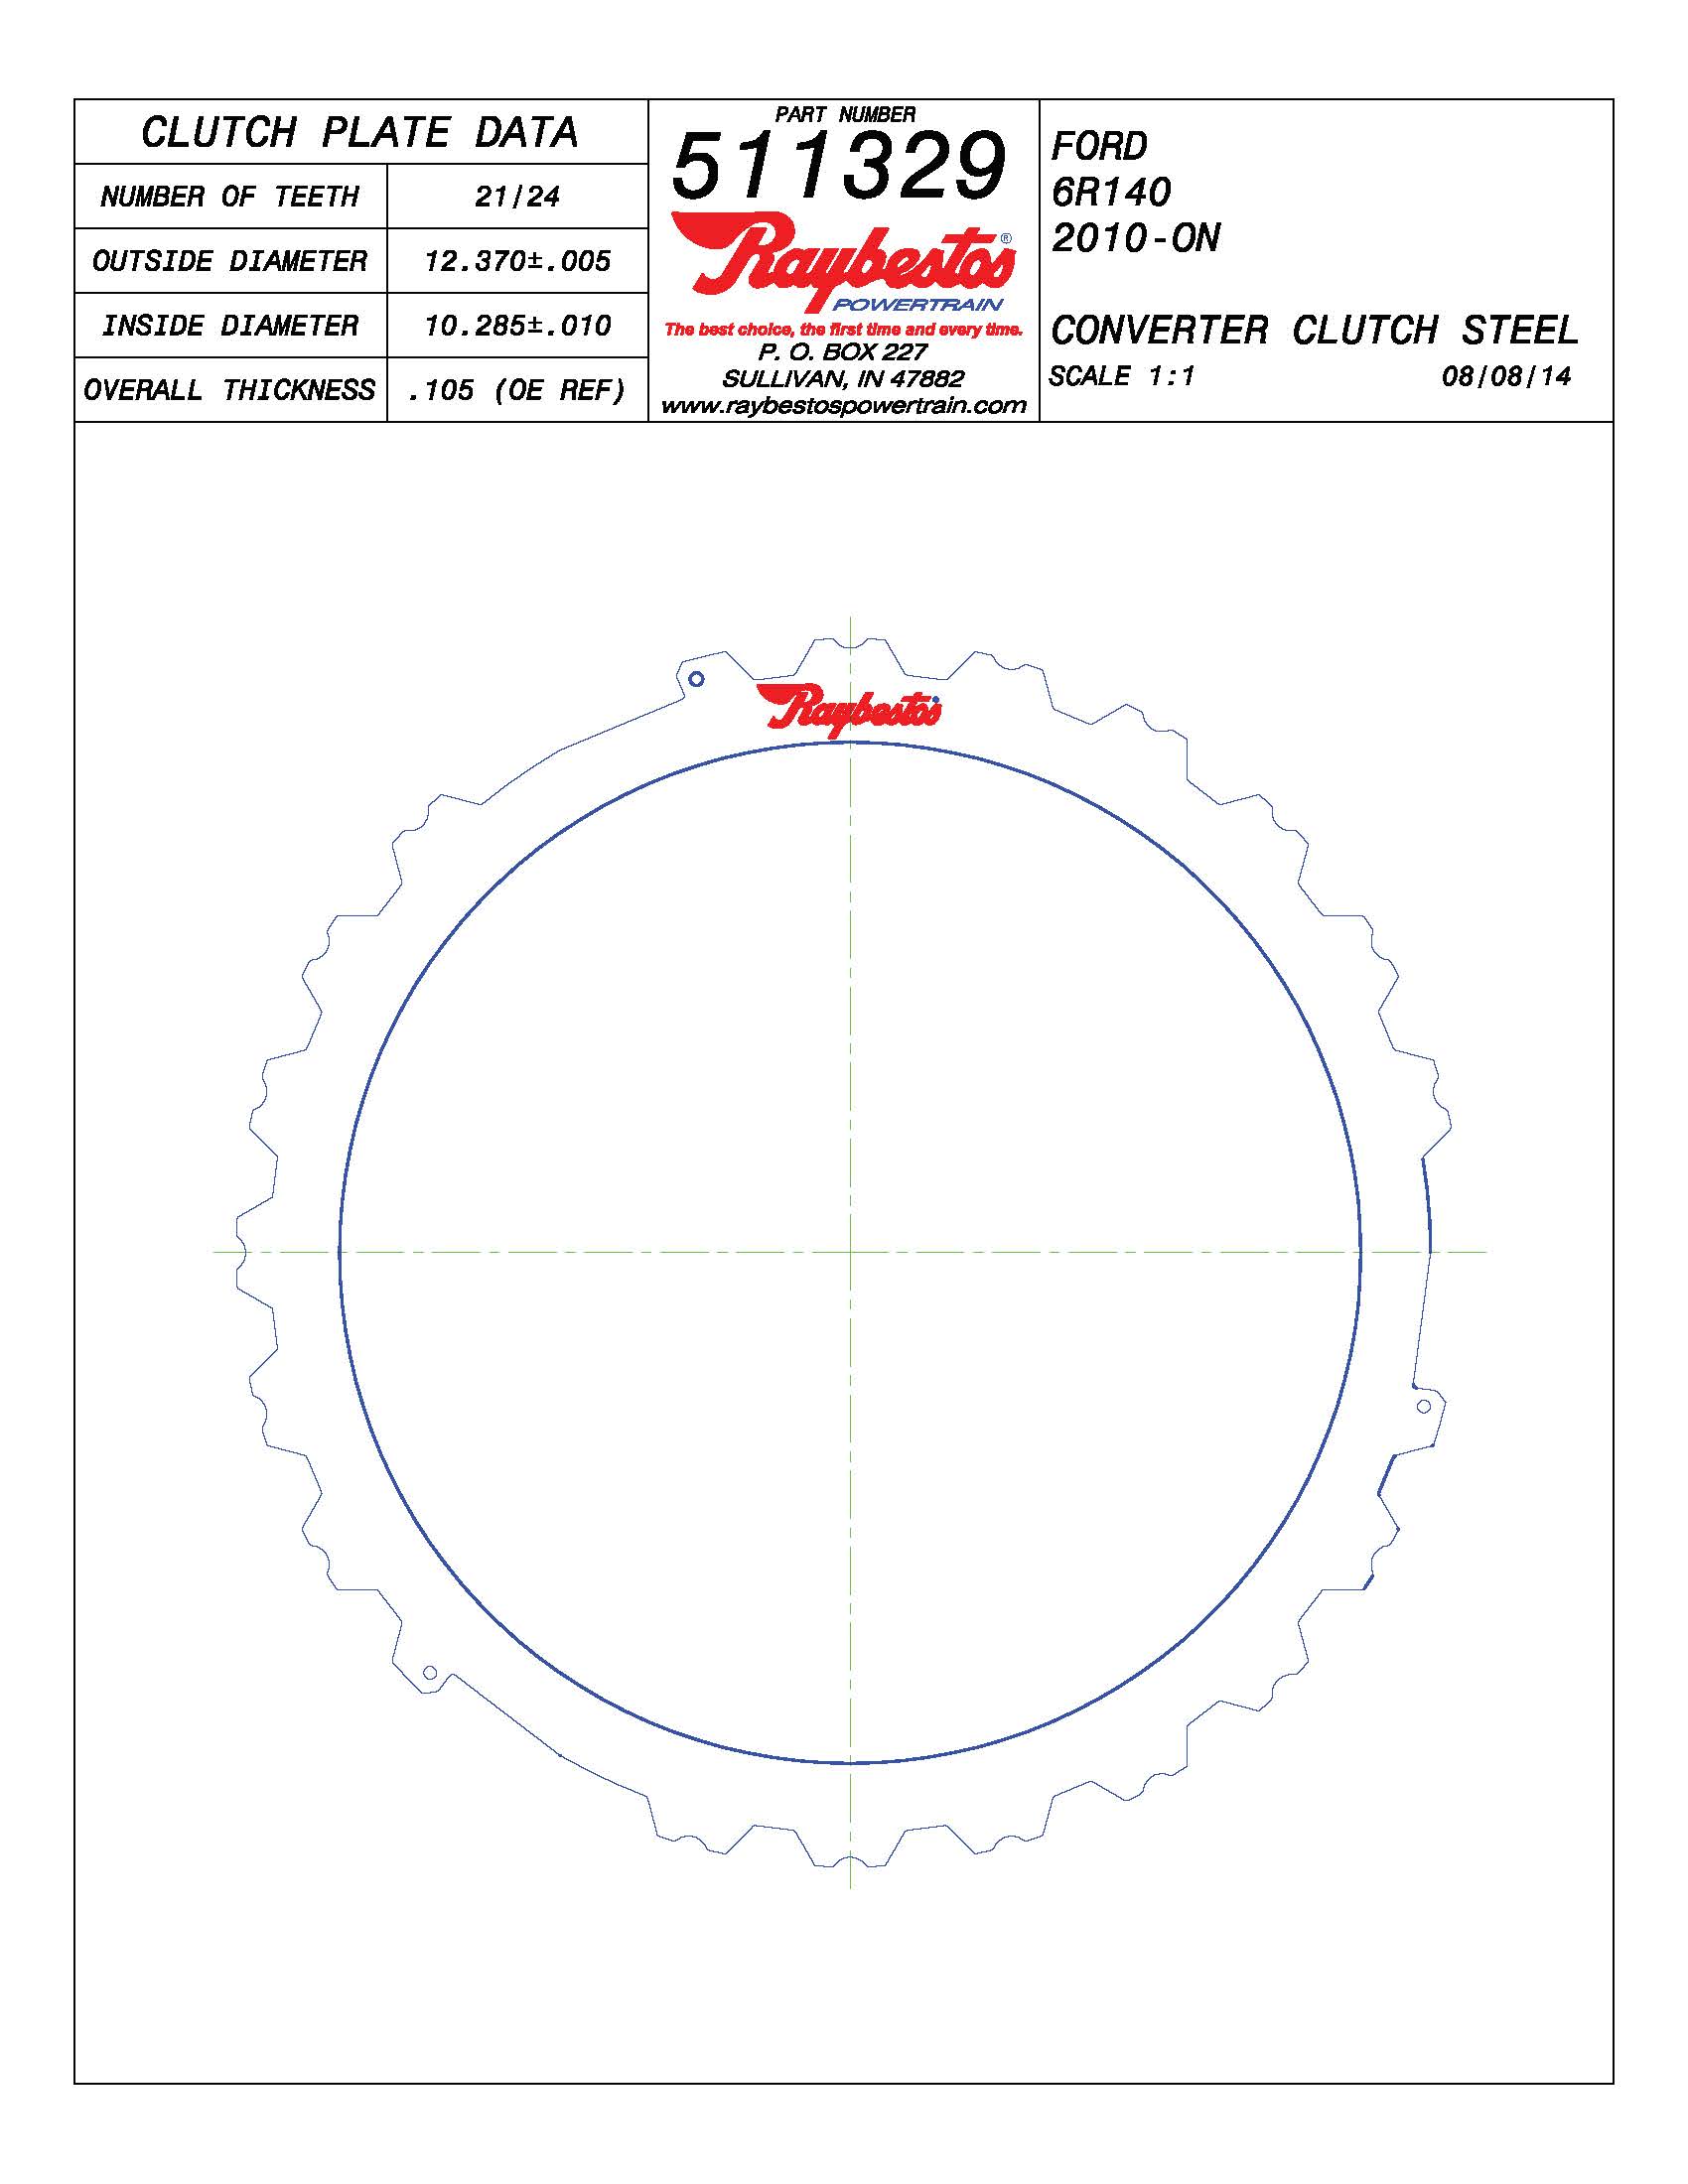 CLUTCH PLATE DATA
NUMBER OF TEETH 21/24
OUTSIDE DIAMETER 12.370±.005
INSIDE DIAMETER 10.285±.010
OVERALL THICKNESS .105 (OE REF)
PART NUMBER
511329
Raybestos®
POWERTRAIN
The best choice, the first time and every time.
P. O. BOX 227
SULLIVAN, IN 47882
www.raybestospowertrain.com
FORD
6R140
2010-ON
CONVERTER CLUTCH STEEL
SCALE 1:1 08/08/14
Raybestos